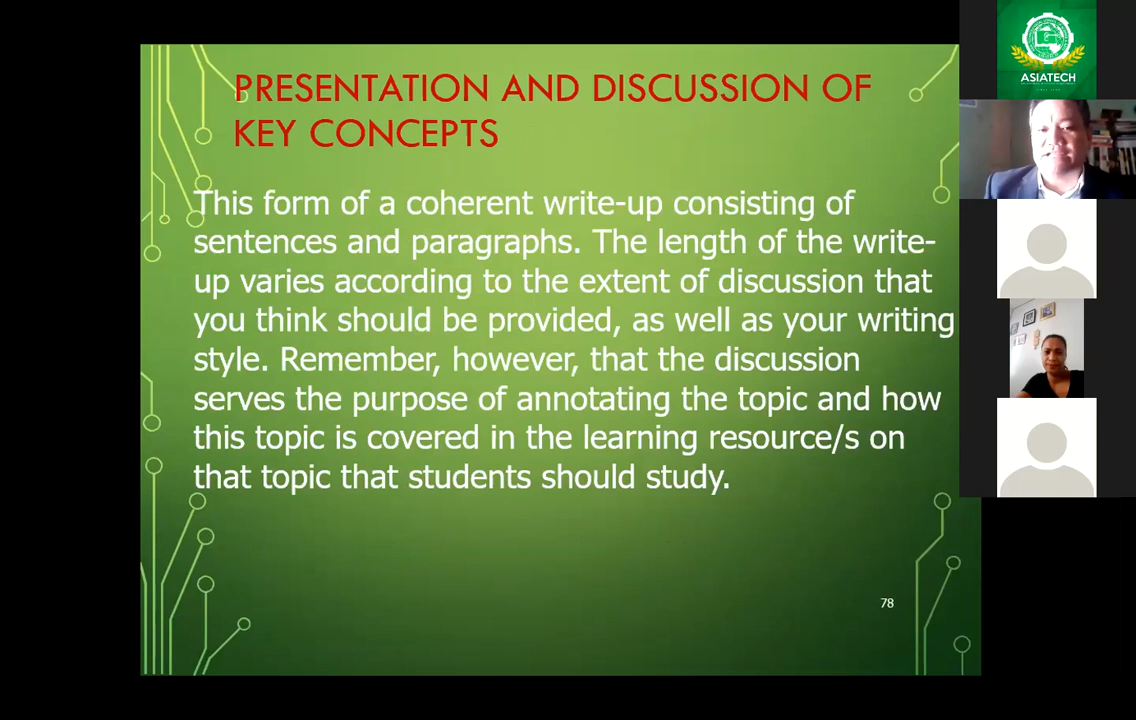 PRESENTATION AND DISCUSSION OF
KEY CONCEPTS
This form of a coherent write-up consisting of
sentences and paragraphs. The length of the write-
up varies according to the extent of discussion that
you think should be provided, as well as your writing
style. Remember, however, that the discussion
serves the purpose of annotating the topic and how
this topic is covered in the learning resource/s on
that topic that students should study.
78
ASIATECH